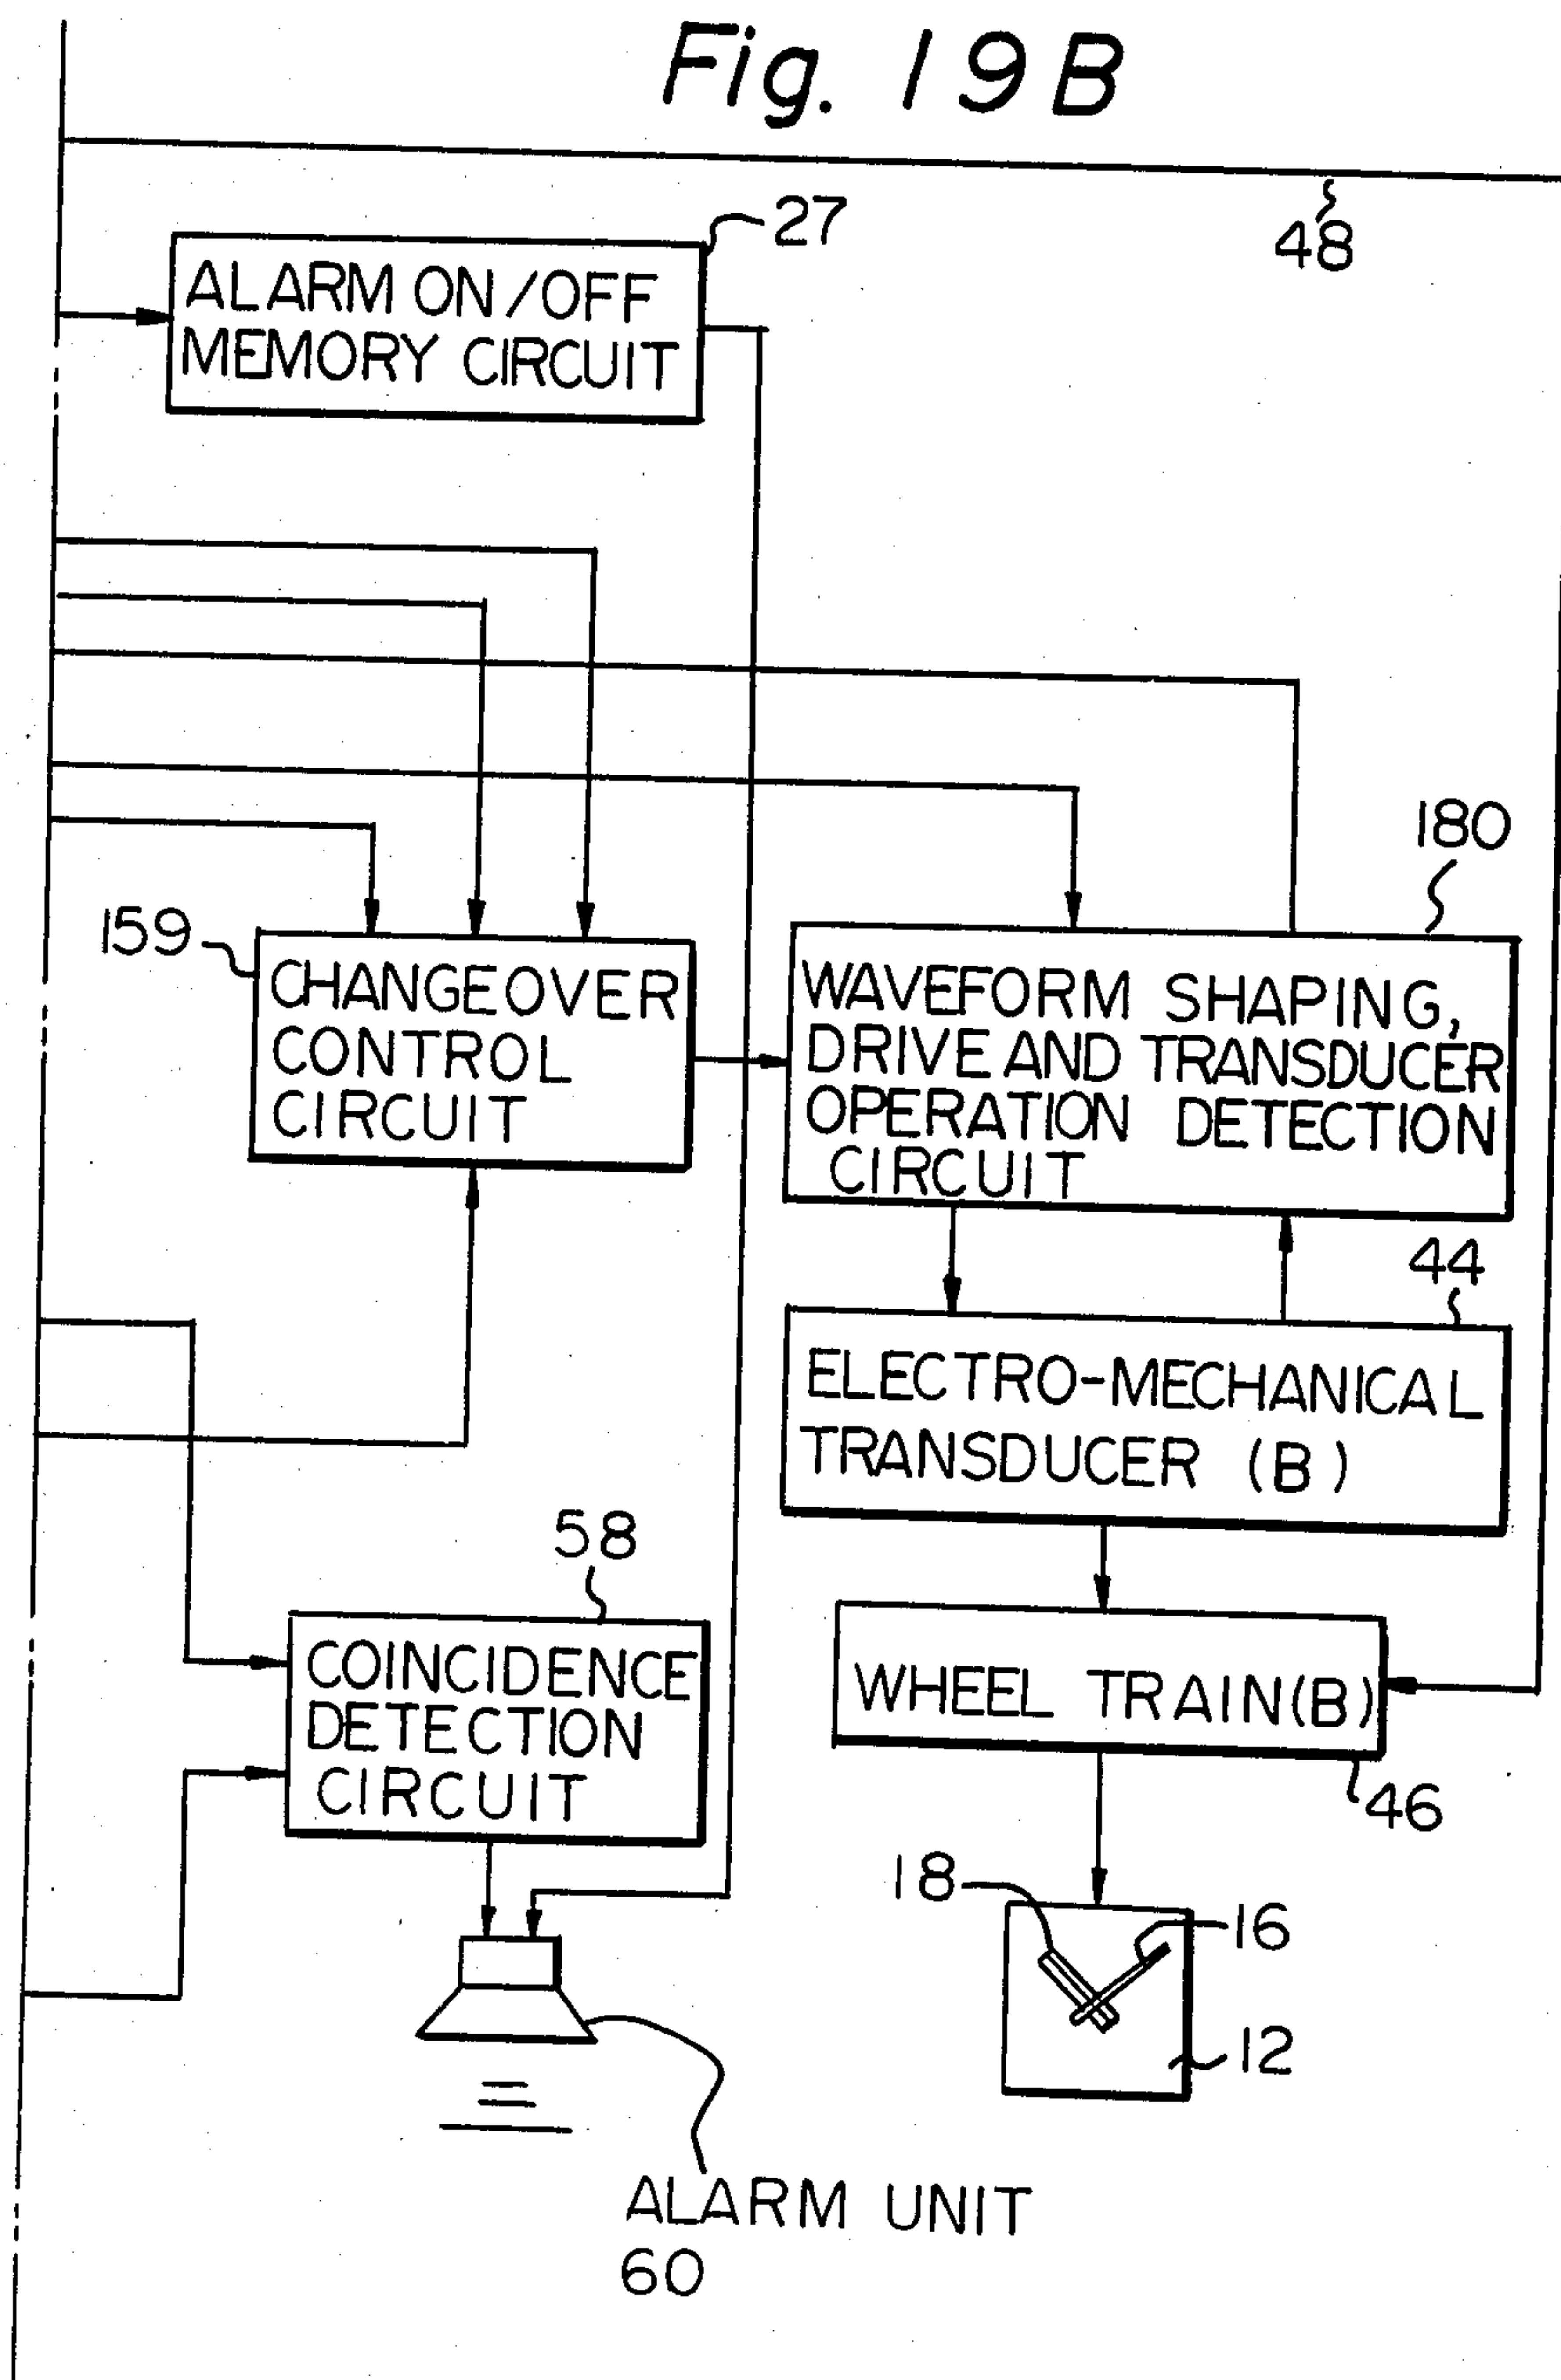 Fig. 19B
48
27
ALARM ON/OFF
MEMORY CIRCUIT
180
159
CHANGEOVER
CONTROL
CIRCUIT
WAVEFORM SHAPING,
DRIVE AND TRANSDUCER
OPERATION DETECTION
CIRCUIT
44
ELECTRO-MECHANICAL
TRANSDUCER (B)
58
COINCIDENCE
DETECTION
CIRCUIT
WHEEL TRAIN(B)
46
18
16
12
ALARM UNIT
60